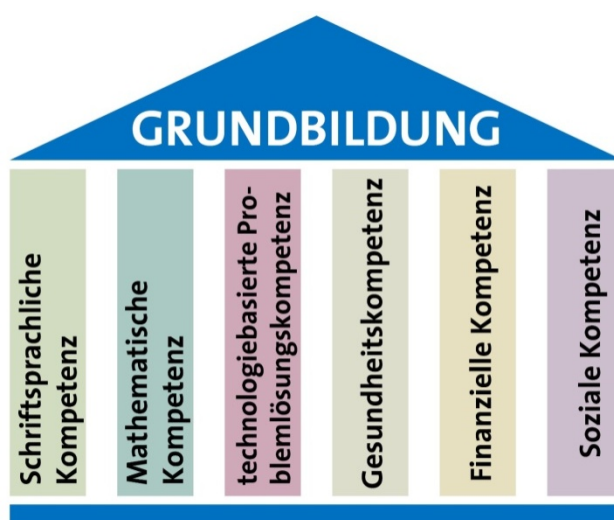 GRUNDBILDUNG
Schriftsprachliche
Kompetenz
Mathematische
Kompetenz
technologiebasierte Pro-
blemlösungskompetenz
Gesundheitskompetenz
Finanzielle Kompetenz
Soziale Kompetenz